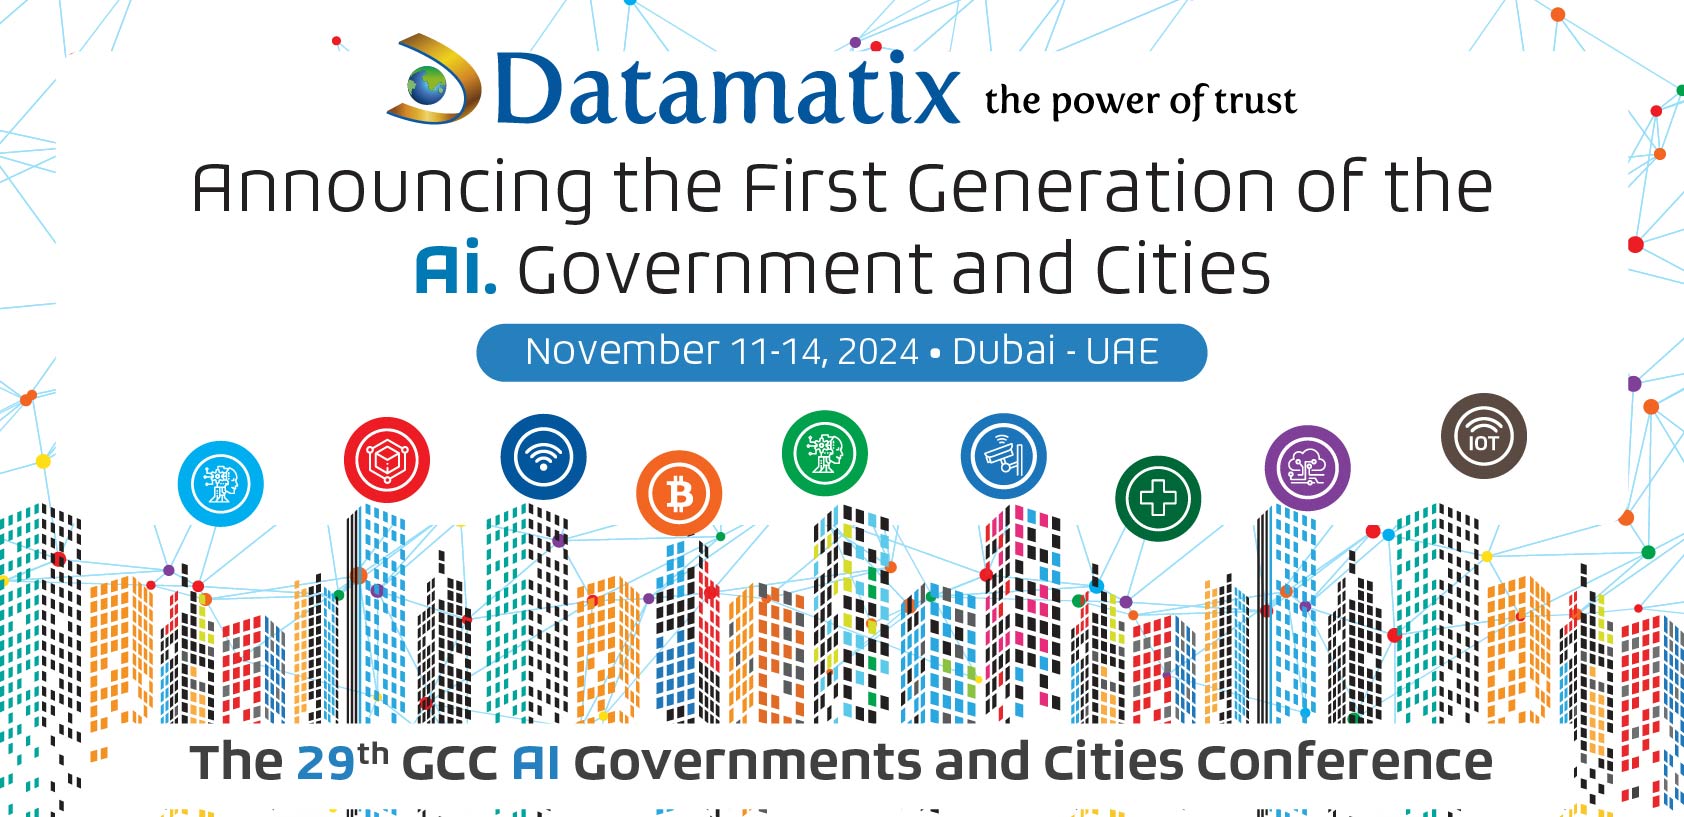 Datamatix the power of trust
Announcing the First Generation of the
Ai. Government and Cities
November 11-14, 2024 • Dubai - UAE
IOT
The 29th GCC AI Governments and Cities Conference